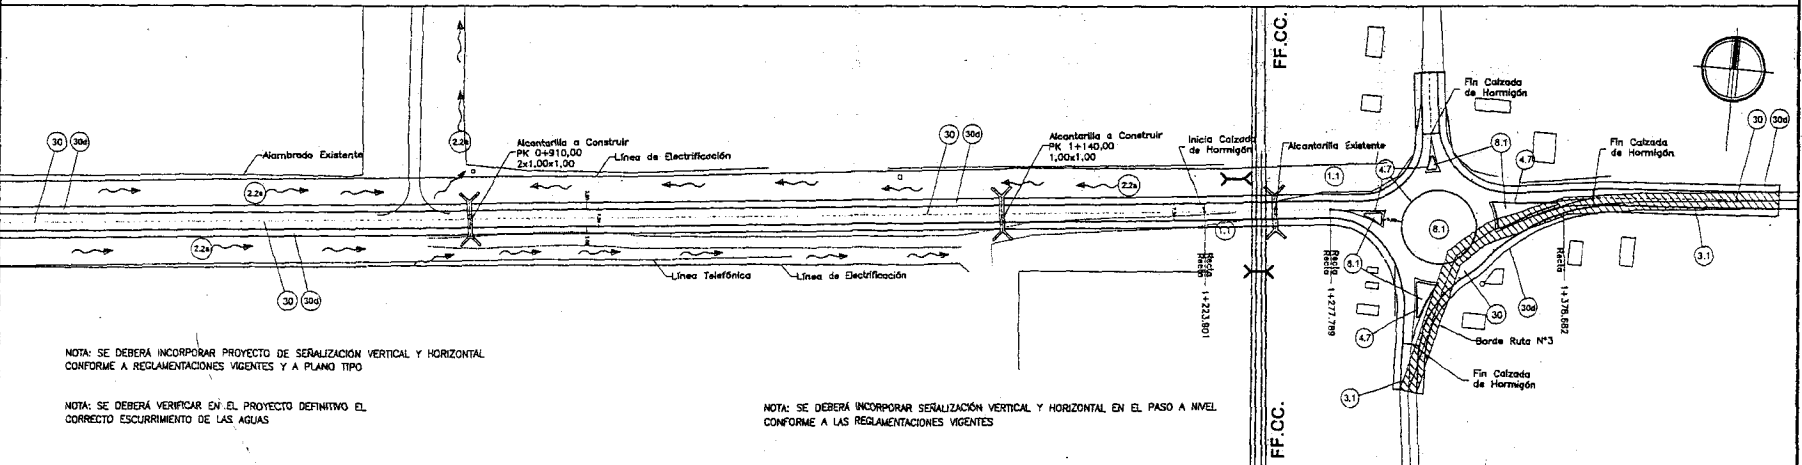 FF.CC.
Fin Calzada
de Hormigón
30
30d
Alambrado Existente
2.2a
Alcantarilla a Construir
PK 0+910,00
2x1,00x1,00
Línea de Electrificación
30
30d
Alcantarilla a Construir
PK 1+140,00
1,00x1,00
Inicia Calzada
de Hormigón
Alcantarilla Existente
8.1
4.7
Fin Calzada
de Hormigón
30
30d
2.2a
2.2a
1.1
4.7
30
30
2.2a
1.1
8.1
8.1
3.1
Línea Telefónica
Línea de Electrificación
30
30d
Recta
Recta
1+223.801
Recta
Recta
1+277.789
Recta
1+378.682
30
30d
4.7
Borde Ruta N°3
Fin Calzada
de Hormigón
3.1
NOTA: SE DEBERÁ INCORPORAR PROYECTO DE SEÑALIZACIÓN VERTICAL Y HORIZONTAL
CONFORME A REGLAMENTACIONES VIGENTES Y A PLANO TIPO
NOTA: SE DEBERÁ VERIFICAR EN EL PROYECTO DEFINITIVO EL
CORRECTO ESCURRIMIENTO DE LAS AGUAS
NOTA: SE DEBERÁ INCORPORAR SEÑALIZACIÓN VERTICAL Y HORIZONTAL EN EL PASO A NIVEL
CONFORME A LAS REGLAMENTACIONES VIGENTES
FF.CC.